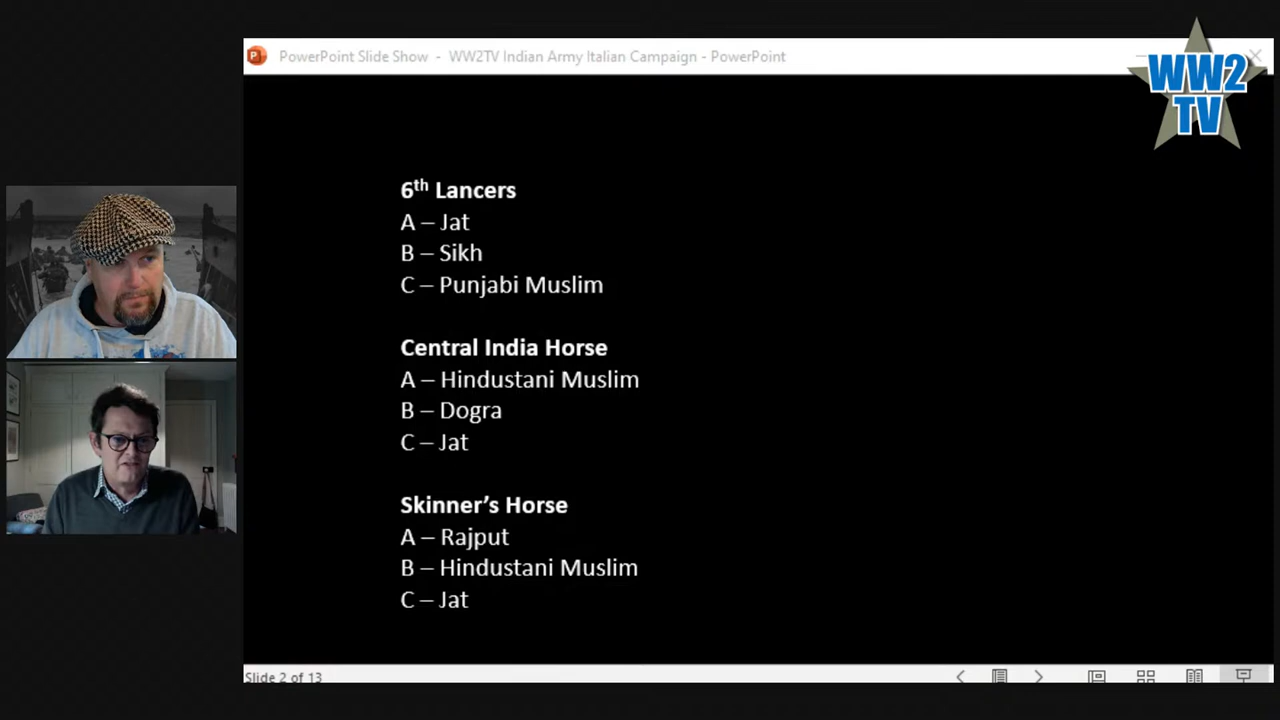 PowerPoint Slide Show - WW2TV Indian Army Italian Campaign - PowerPoint
WW2
TV
6th Lancers
A – Jat
B – Sikh
C – Punjabi Muslim
Central India Horse
A – Hindustani Muslim
B – Dogra
C – Jat
Skinner's Horse
A – Rajput
B – Hindustani Muslim
C – Jat
Slide 2 of 13